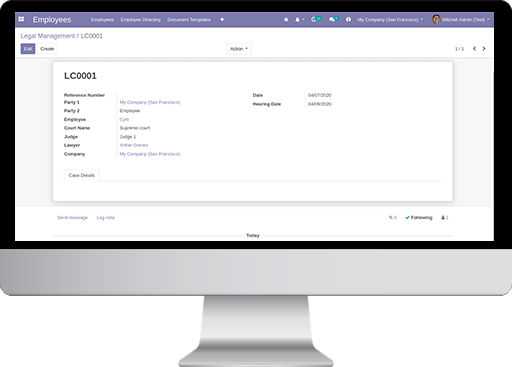 Employees Employees Employee Directory Document Templates + My Company (San Francisco) Mitchell Admin (Test)
Legal Management / LC0001
Edit Create Action 1 / 1
LC0001
Reference Number Date 04/07/2020
Party 1 My Company (San Francisco) Hearing Date 04/09/2020
Party 2 Employee
Employee Cyril
Court Name Supreme court
Judge Judge 1
Lawyer Arther Gomez
Company My Company (San Francisco)
Case Details
Send message Log note 0 Following 1
Today